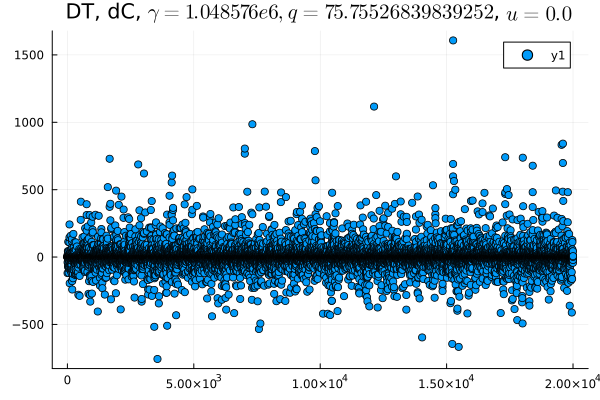 DT, dC, γ = 1.048576e6, q = 75.75526839839252, u = 0.0
y1
1500
1000
500
0
−500
0 5.00×10³ 1.00×10⁴ 1.50×10⁴ 2.00×10⁴